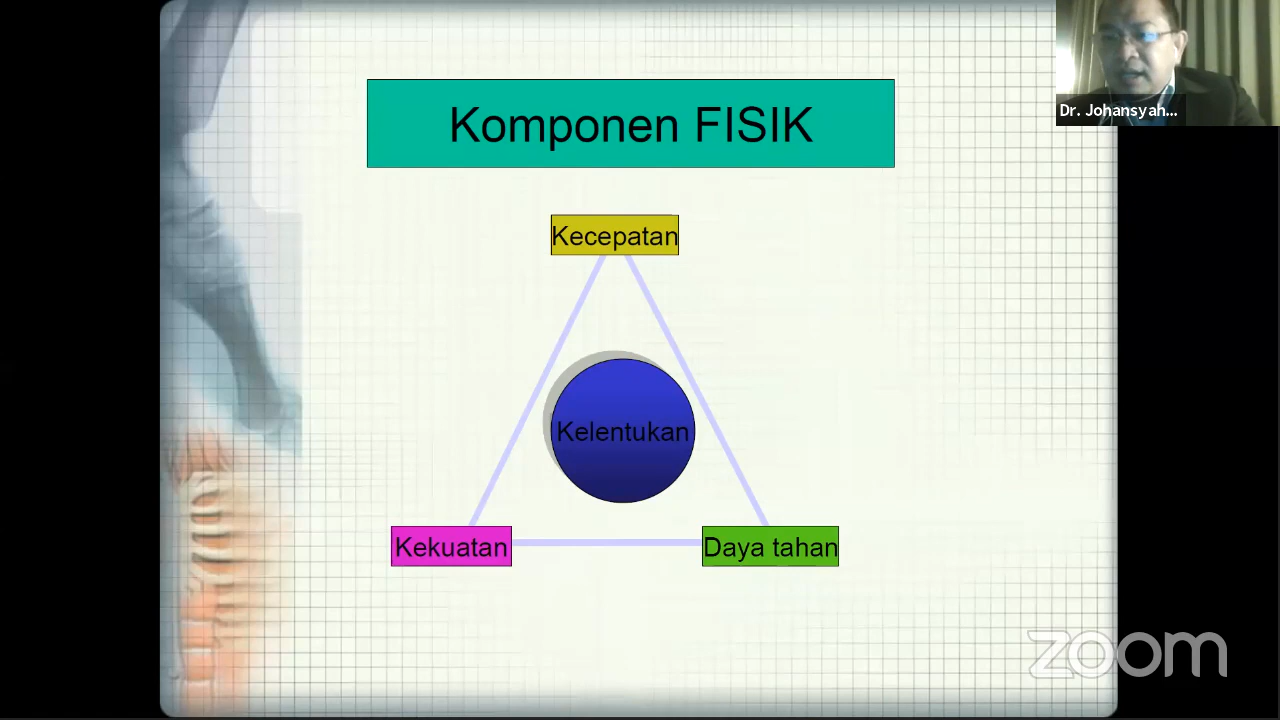 Komponen FISIK
Dr. Johansyah...
Kecepatan
Kelentukan
Kekuatan
Daya tahan
zoom